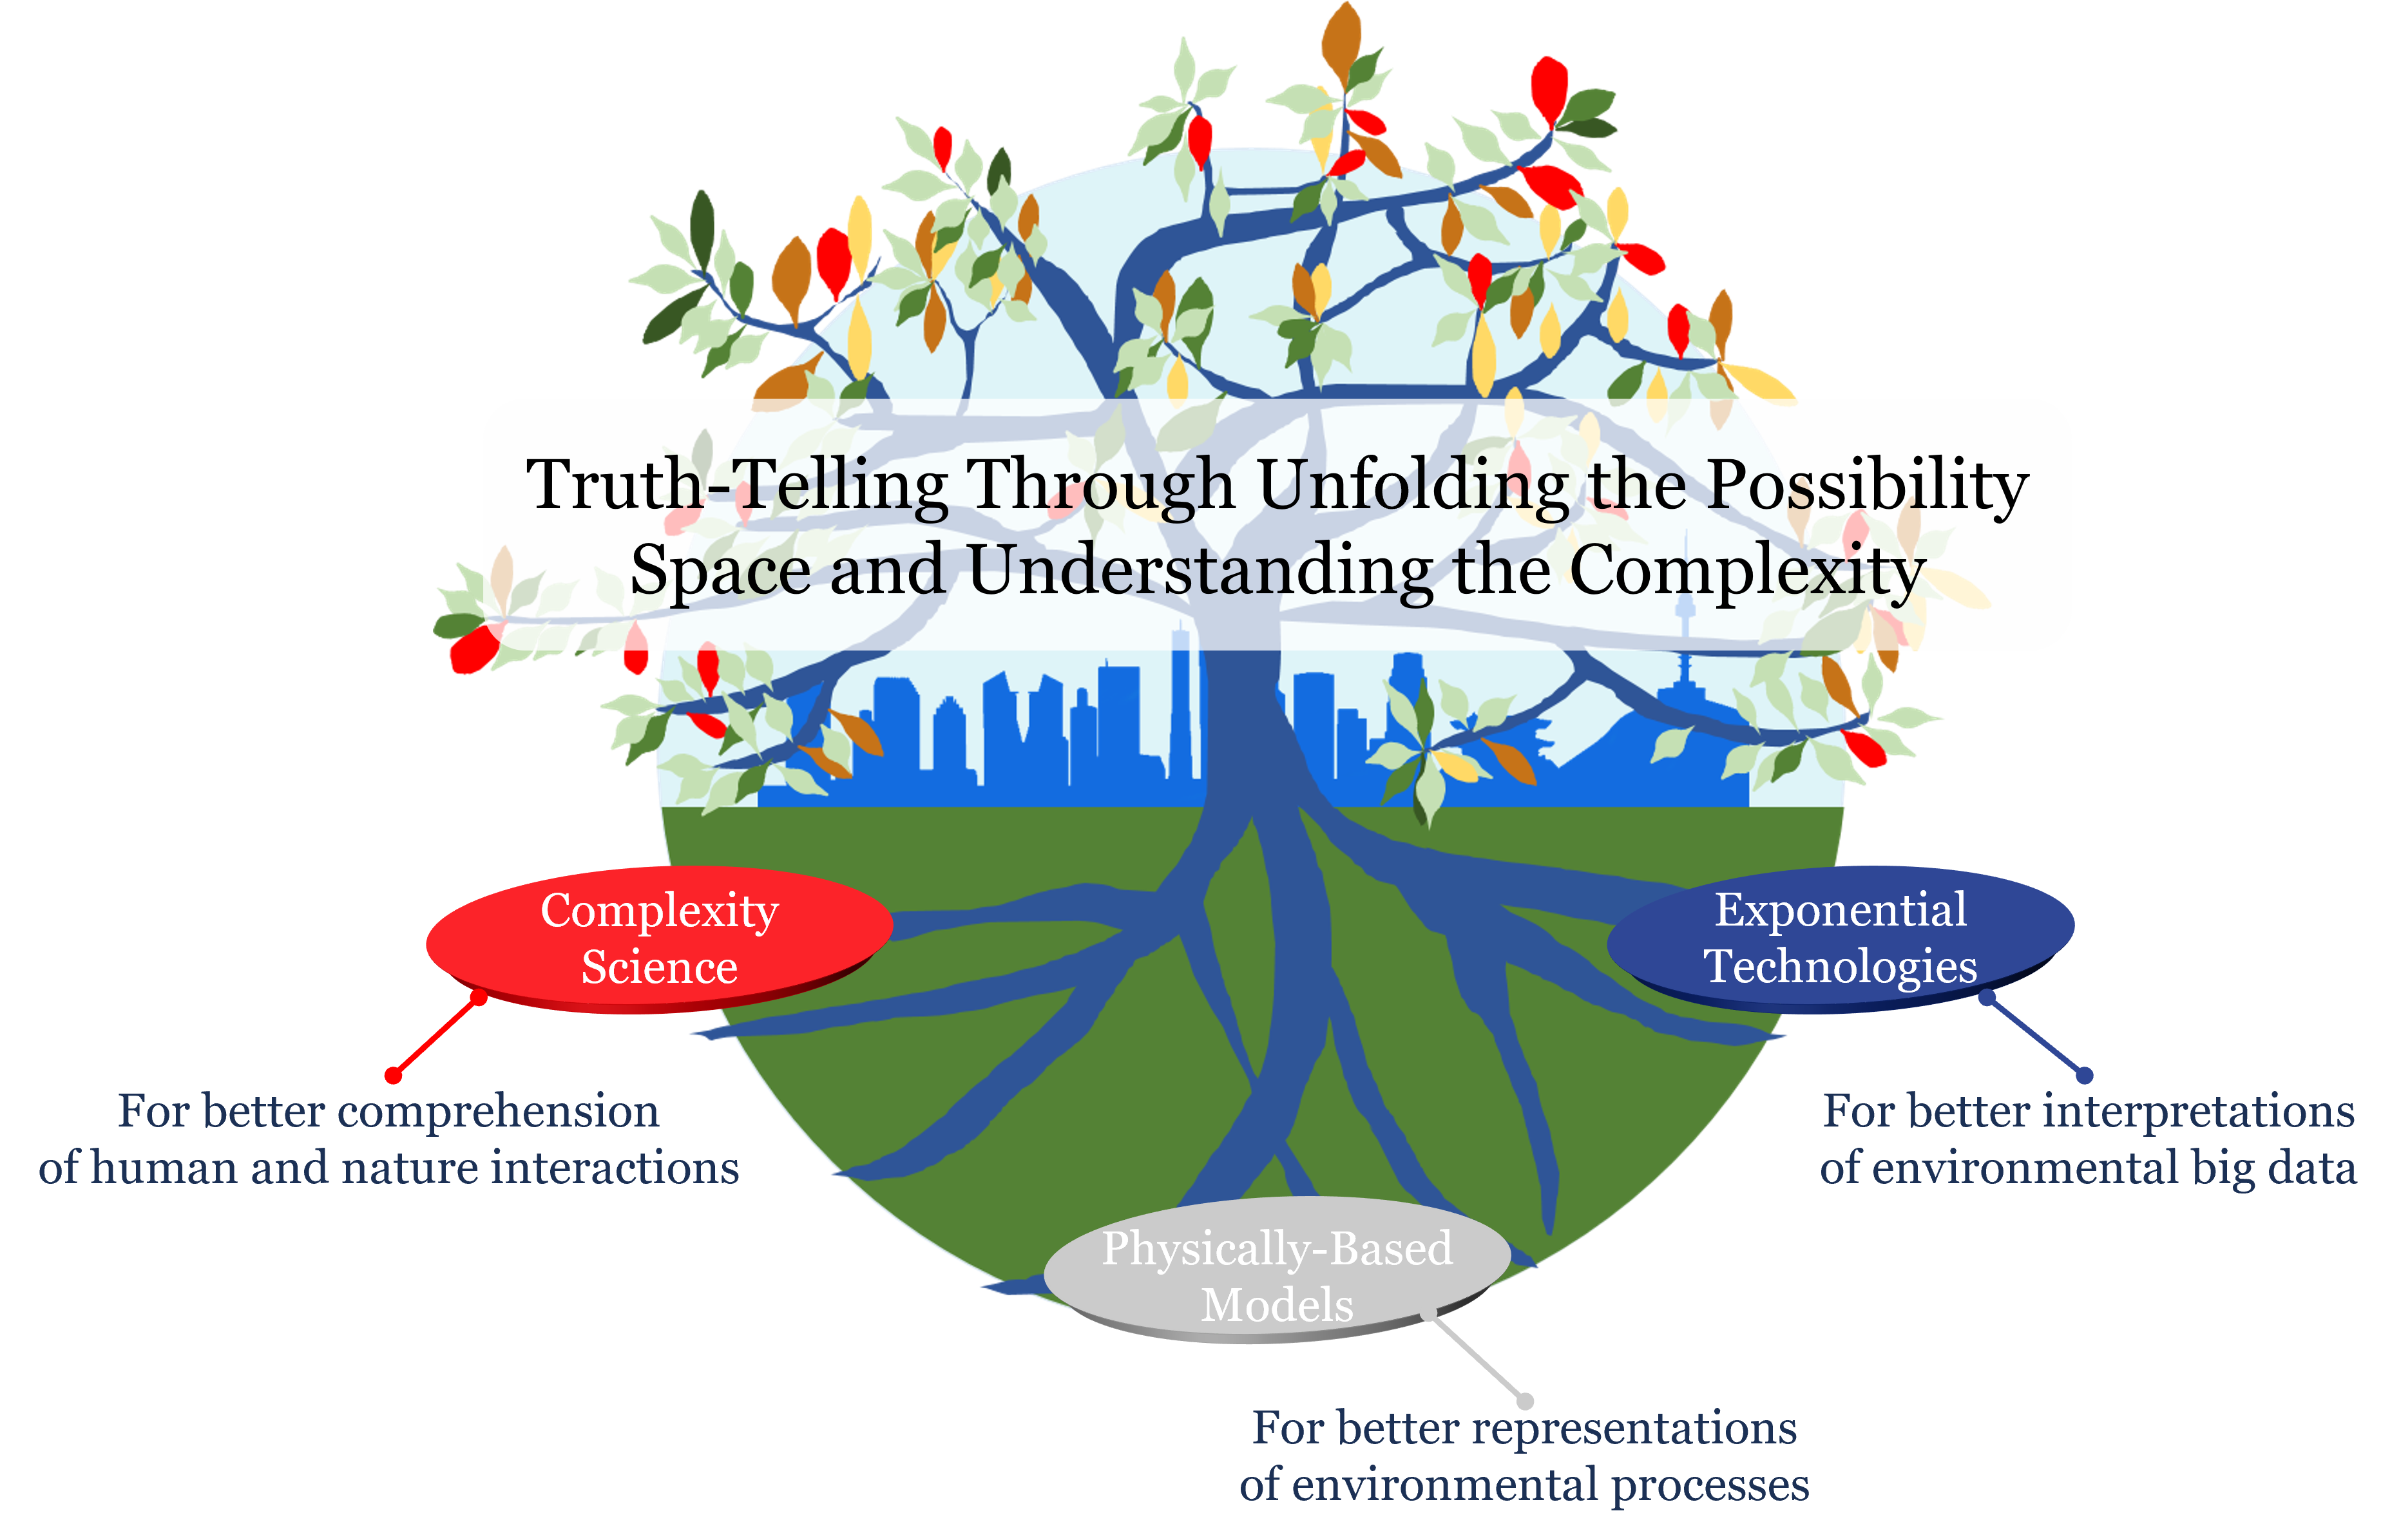 Truth-Telling Through Unfolding the Possibility
Space and Understanding the Complexity
Complexity
Science
Exponential
Technologies
For better comprehension
of human and nature interactions
For better interpretations
of environmental big data
Physically-Based
Models
For better representations
of environmental processes